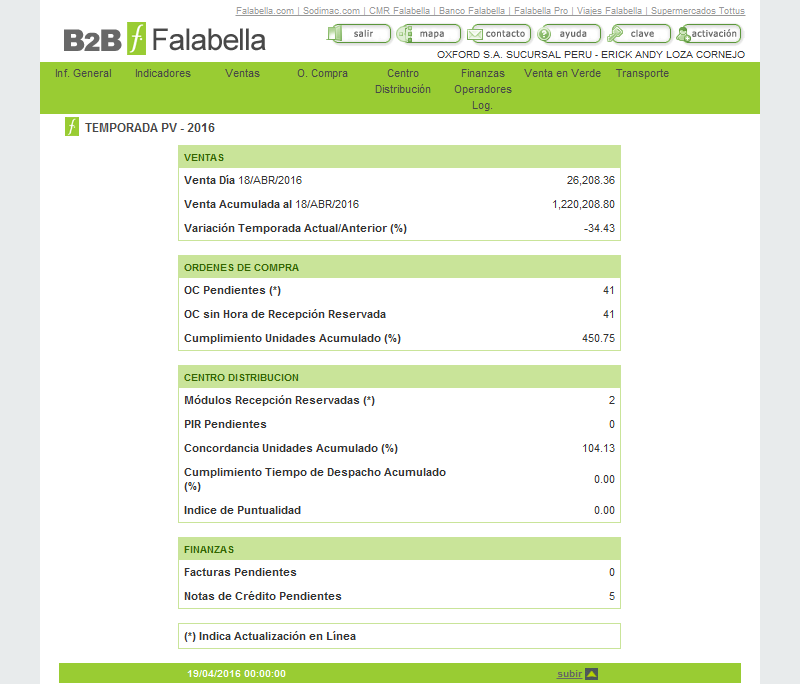 Falabella.com | Sodimac.com | CMR Falabella | Banco Falabella | Falabella Pro | Viajes Falabella | Supermercados Tottus
B2B f Falabella
salir mapa contacto ayuda clave activación
OXFORD S.A. SUCURSAL PERU - ERICK ANDY LOZA CORNEJO
Inf. General Indicadores Ventas O. Compra Centro Distribución Finanzas Operadores Log. Venta en Verde Transporte
f TEMPORADA PV - 2016
VENTAS
Venta Día 18/ABR/2016 26,208.36
Venta Acumulada al 18/ABR/2016 1,220,208.80
Variación Temporada Actual/Anterior (%) -34.43
ORDENES DE COMPRA
OC Pendientes (*) 41
OC sin Hora de Recepción Reservada 41
Cumplimiento Unidades Acumulado (%) 450.75
CENTRO DISTRIBUCION
Módulos Recepción Reservadas (*) 2
PIR Pendientes 0
Concordancia Unidades Acumulado (%) 104.13
Cumplimiento Tiempo de Despacho Acumulado
(%) 0.00
Indice de Puntualidad 0.00
FINANZAS
Facturas Pendientes 0
Notas de Crédito Pendientes 5
(*) Indica Actualización en Línea
19/04/2016 00:00:00 subir